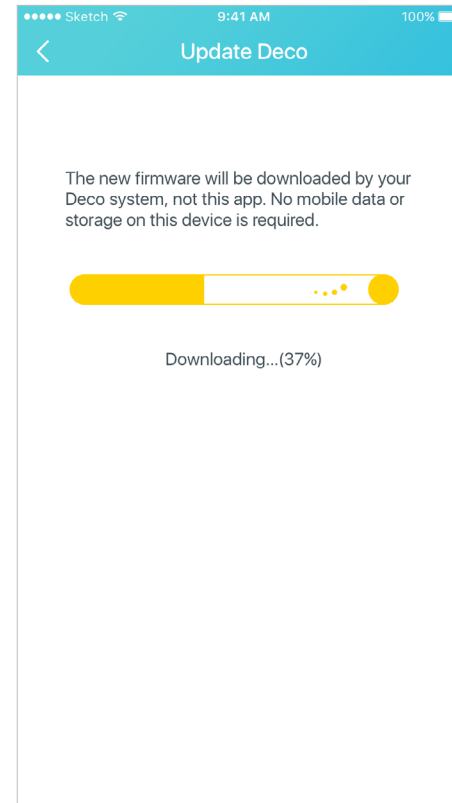 Sketch 9:41 AM 100%
Update Deco
The new firmware will be downloaded by your
Deco system, not this app. No mobile data or
storage on this device is required.
Downloading...(37%)